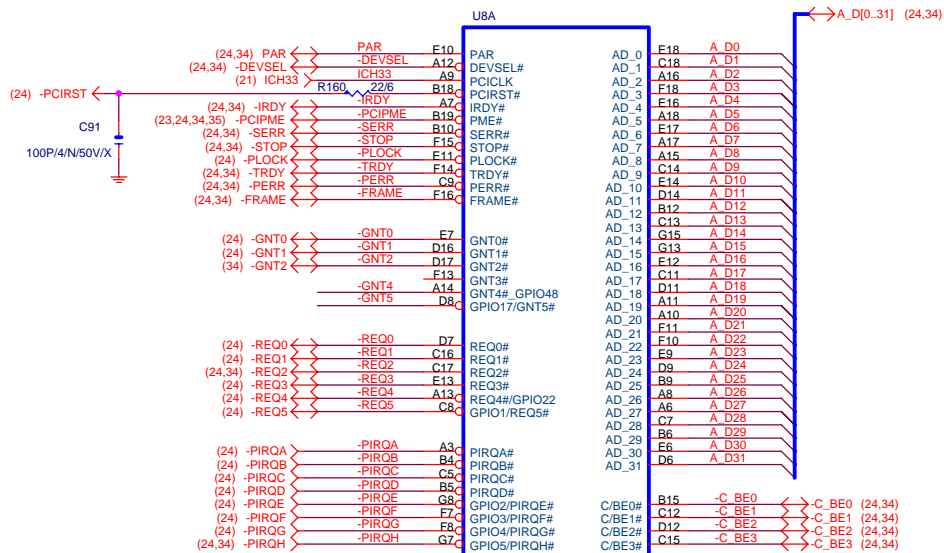 U8A
A_D[0..31] (24,34)
(24,34) PAR PAR E10 PAR AD_0 E18 A_D0
(24,34) -DEVSEL -DEVSEL A12 DEVSEL# AD_1 C18 A_D1
(21) ICH33 ICH33 A9 PCICLK AD_2 A16 A_D2
(24) -PCIRST R160 22/6 B18 PCIRST# AD_3 F18 A_D3
(24,34) -IRDY -IRDY A7 IRDY# AD_4 E16 A_D4
(23,24,34,35) -PCIPME -PCIPME B19 PME# AD_5 A18 A_D5
(24,34) -SERR -SERR B10 SERR# AD_6 E17 A_D6
(24,34) -STOP -STOP F15 STOP# AD_7 A17 A_D7
(24) -PLOCK -PLOCK E11 PLOCK# AD_8 A15 A_D8
(24,34) -TRDY -TRDY F14 TRDY# AD_9 C14 A_D9
(24,34) -PERR -PERR C9 PERR# AD_10 E14 A_D10
(24,34) -FRAME -FRAME F16 FRAME# AD_11 D14 A_D11
C91
100P/4/N/50V/X
AD_12 B12 A_D12
AD_13 C13 A_D13
(24) -GNT0 -GNT0 E7 GNT0# AD_14 G15 A_D14
(24) -GNT1 -GNT1 D16 GNT1# AD_15 G13 A_D15
(34) -GNT2 -GNT2 D17 GNT2# AD_16 E12 A_D16
F13 GNT3# AD_17 C11 A_D17
-GNT4 A14 GNT4#_GPIO48 AD_18 D11 A_D18
-GNT5 D8 GPIO17/GNT5# AD_19 A11 A_D19
AD_20 A10 A_D20
AD_21 F11 A_D21
(24) -REQ0 -REQ0 D7 REQ0# AD_22 F10 A_D22
(24) -REQ1 -REQ1 C16 REQ1# AD_23 E9 A_D23
(24,34) -REQ2 -REQ2 C17 REQ2# AD_24 D9 A_D24
(24) -REQ3 -REQ3 E13 REQ3# AD_25 B9 A_D25
(24) -REQ4 -REQ4 A13 REQ4#/GPIO22 AD_26 A8 A_D26
(24) -REQ5 -REQ5 C8 GPIO1/REQ5# AD_27 A6 A_D27
AD_28 C7 A_D28
AD_29 B6 A_D29
(24) -PIRQA -PIRQA A3 PIRQA# AD_30 E6 A_D30
(24) -PIRQB -PIRQB B4 PIRQB# AD_31 D6 A_D31
(24) -PIRQC -PIRQC C5 PIRQC#
(24) -PIRQD -PIRQD B5 PIRQD#
(24) -PIRQE -PIRQE G8 GPIO2/PIRQE# C/BE0# B15 -C_BE0 -C_BE0 (24,34)
(24) -PIRQF -PIRQF F7 GPIO3/PIRQF# C/BE1# C12 -C_BE1 -C_BE1 (24,34)
(24) -PIRQG -PIRQG F8 GPIO4/PIRQG# C/BE2# D12 -C_BE2 -C_BE2 (24,34)
(24,34) -PIRQH -PIRQH G7 GPIO5/PIRQH# C/BE3# C15 -C_BE3 -C_BE3 (24,34)